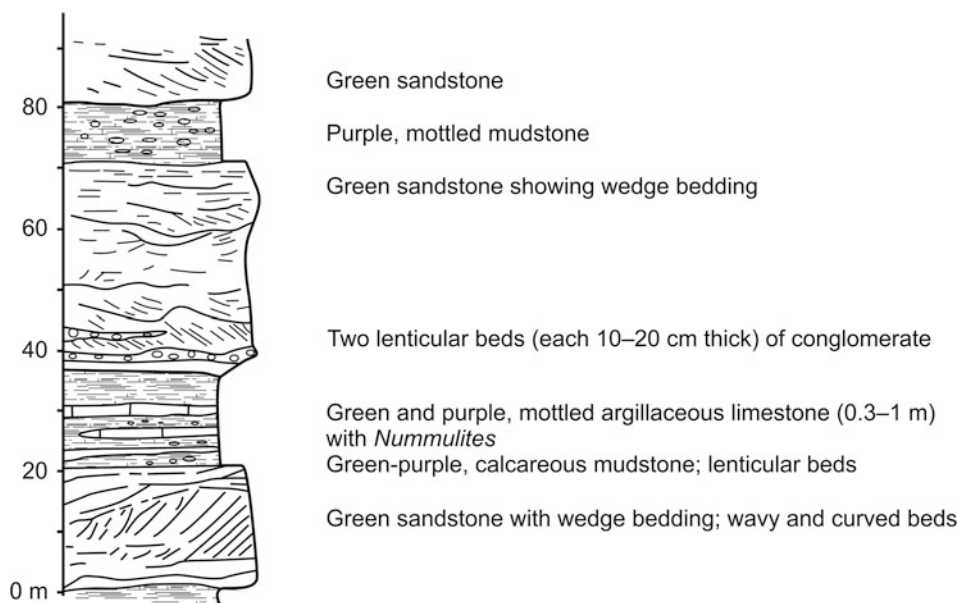 Green sandstone
80
Purple, mottled mudstone
Green sandstone showing wedge bedding
60
Two lenticular beds (each 10–20 cm thick) of conglomerate
40
Green and purple, mottled argillaceous limestone (0.3–1 m)
with Nummulites
Green-purple, calcareous mudstone; lenticular beds
20
Green sandstone with wedge bedding; wavy and curved beds
0 m